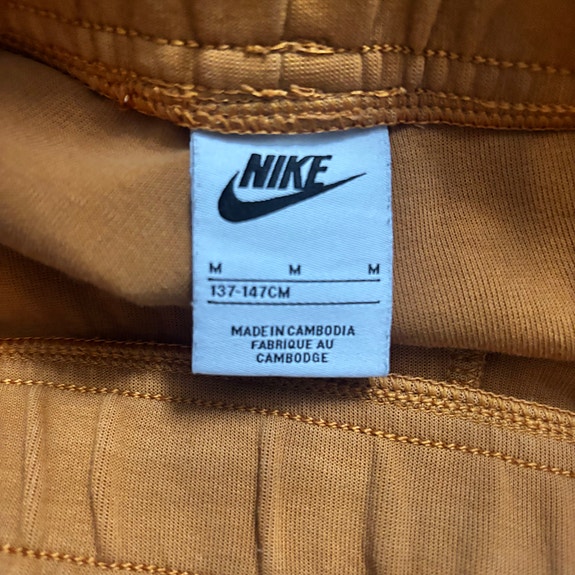 NIKE
M M M
137-147CM
MADE IN CAMBODIA
FABRIQUE AU
CAMBODGE